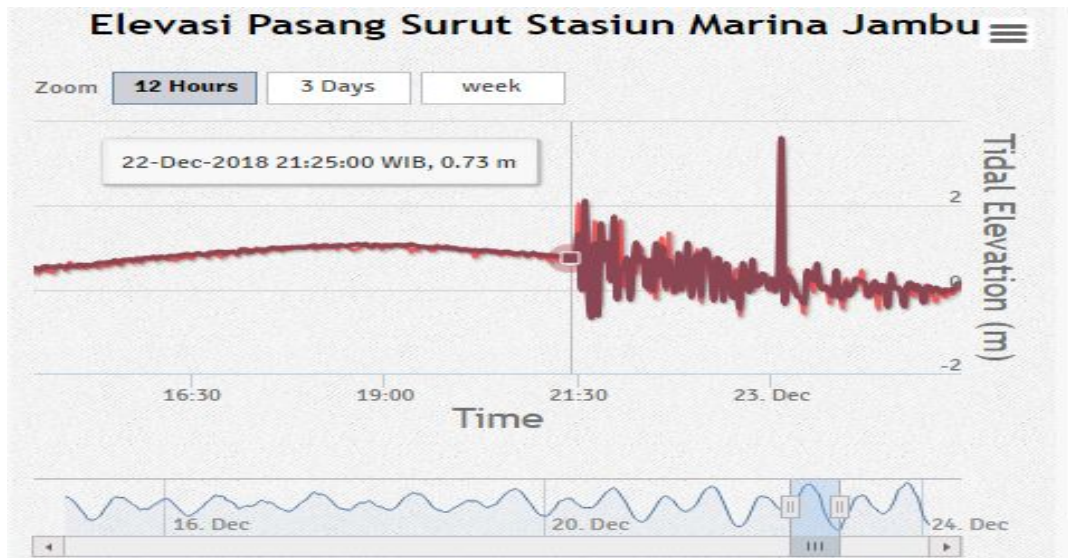 Elevasi Pasang Surut Stasiun Marina Jambu
Zoom 12 Hours 3 Days week
22-Dec-2018 21:25:00 WIB, 0.73 m
2
0
-2
Tidal Elevation (m)
16:30 19:00 21:30 23. Dec
Time
16. Dec 20. Dec 24. Dec